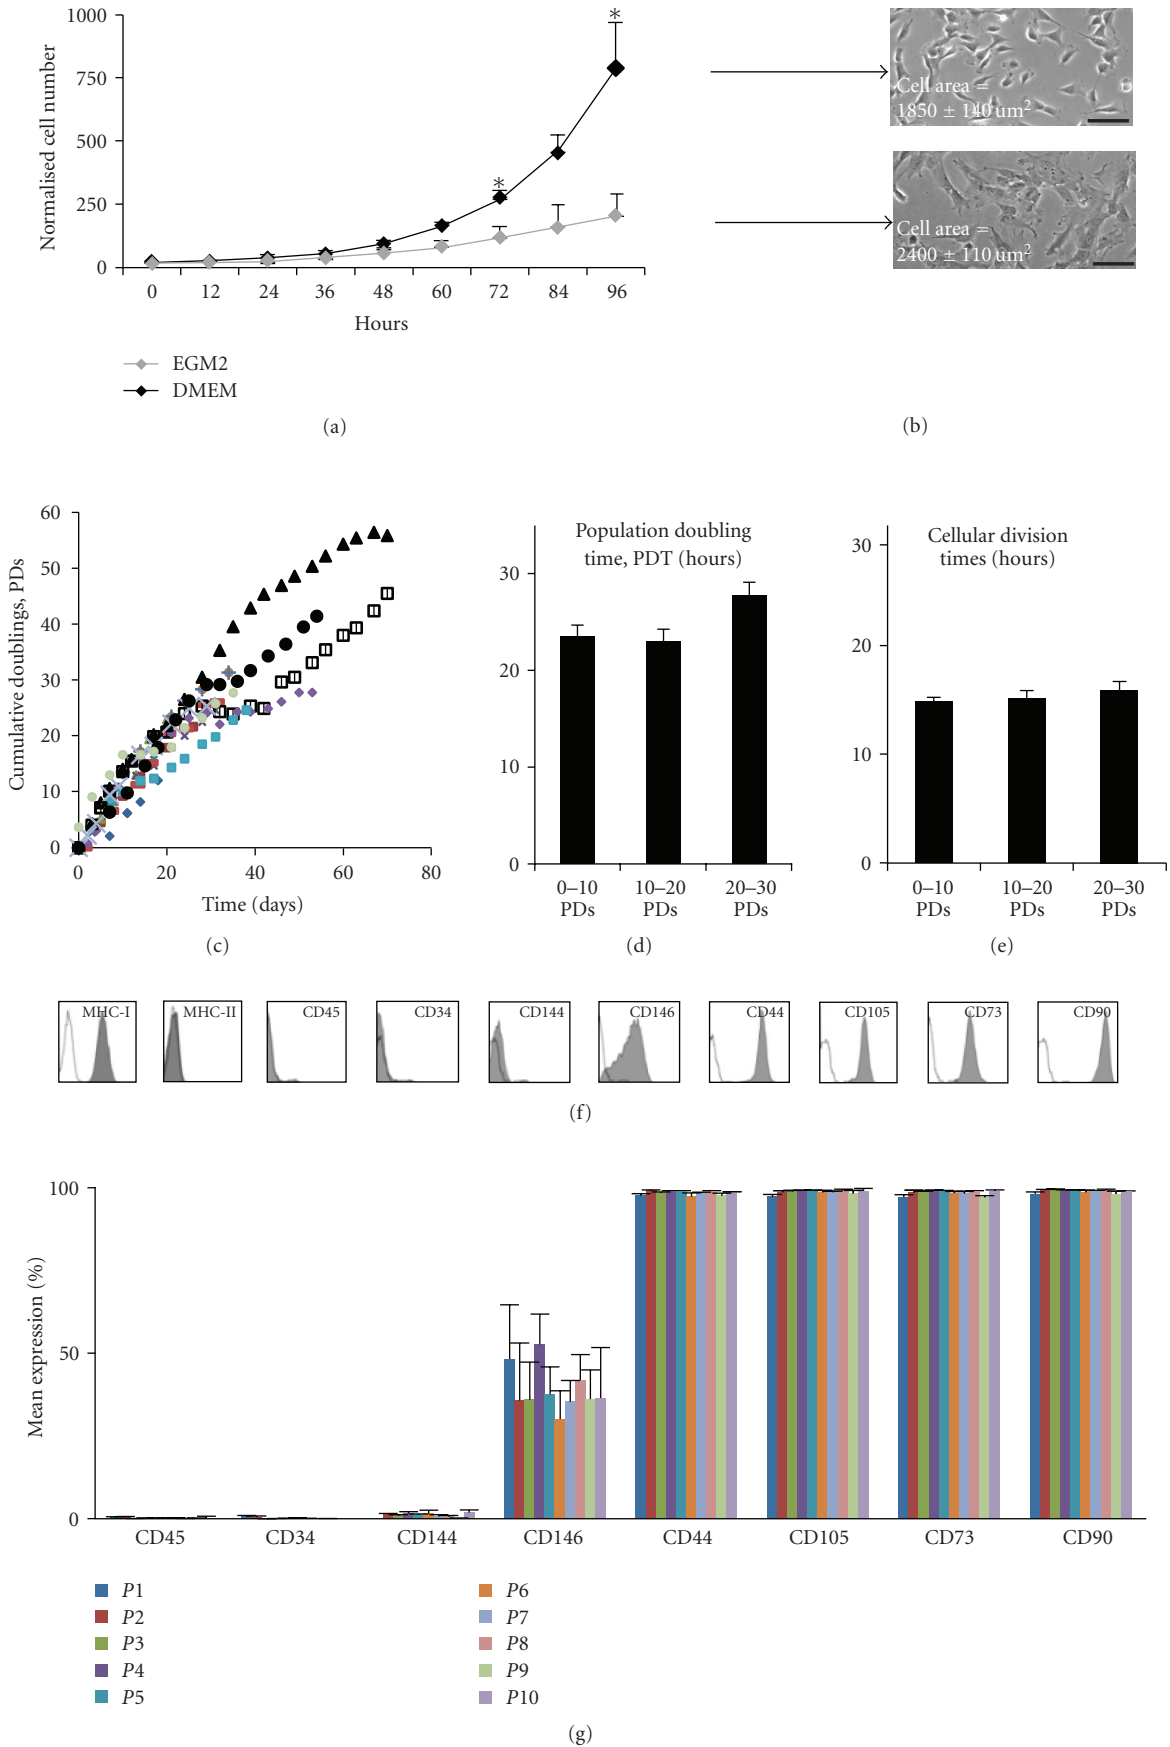 1000
750
500
250
0
Normalised cell number
*
*
0 12 24 36 48 60 72 84 96
Hours
EGM2
DMEM
(a)
Cell area =
1850 ± 140 um²
Cell area =
2400 ± 110 um²
(b)
60
50
40
30
20
10
0
Cumulative doublings, PDs
0 20 40 60 80
Time (days)
(c)
Population doubling
time, PDT (hours)
30
20
10
0
0–10 10–20 20–30
PDs PDs PDs
(d)
Cellular division
times (hours)
30
20
10
0
0–10 10–20 20–30
PDs PDs PDs
(e)
MHC-I MHC-II CD45 CD34 CD144 CD146 CD44 CD105 CD73 CD90
(f)
100
50
0
Mean expression (%)
CD45 CD34 CD144 CD146 CD44 CD105 CD73 CD90
P1
P2
P3
P4
P5
P6
P7
P8
P9
P10
(g)